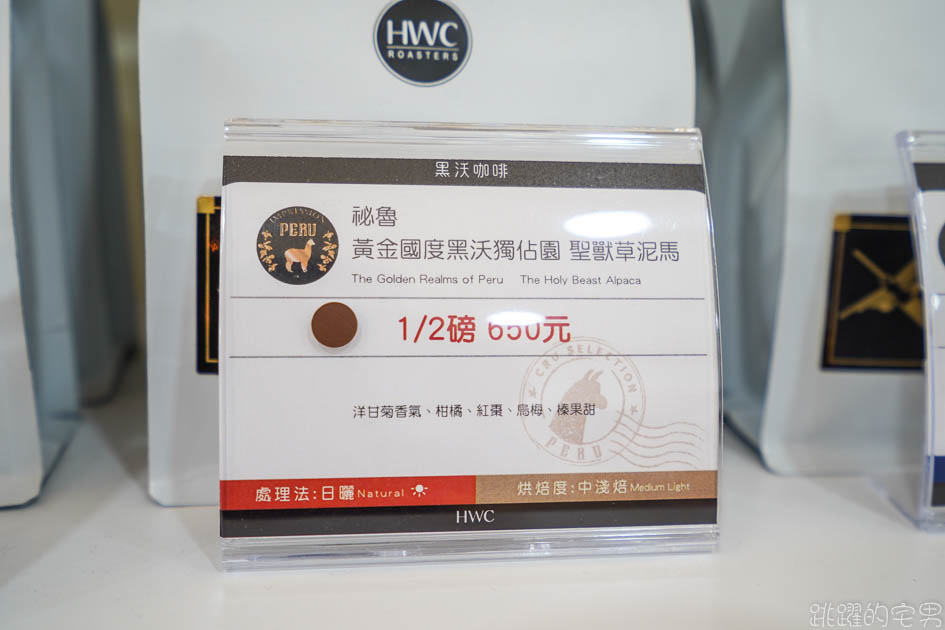 HWC
ROASTERS
黑沃咖啡
IMPRESSION
PERU
祕魯
黃金國度黑沃獨佔園 聖獸草泥馬
The Golden Realms of Peru The Holy Beast Alpaca
1/2磅 650元
CRU SELECTION
PERU
洋甘菊香氣、柑橘、紅棗、烏梅、榛果甜
處理法:日曬 Natural
烘焙度:中淺焙 Medium Light
HWC
跳躍的宅男